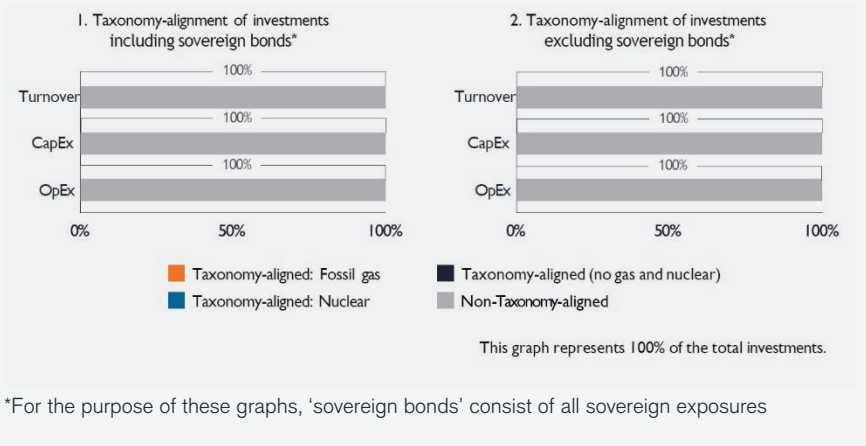 1. Taxonomy-alignment of investments
including sovereign bonds*
100%
Turnover
100%
CapEx
100%
OpEx
0% 50% 100%
2. Taxonomy-alignment of investments
excluding sovereign bonds*
100%
Turnover
100%
CapEx
100%
OpEx
0% 50% 100%
Taxonomy-aligned: Fossil gas
Taxonomy-aligned: Nuclear
Taxonomy-aligned (no gas and nuclear)
Non-Taxonomy-aligned
This graph represents 100% of the total investments.
*For the purpose of these graphs, ‘sovereign bonds’ consist of all sovereign exposures